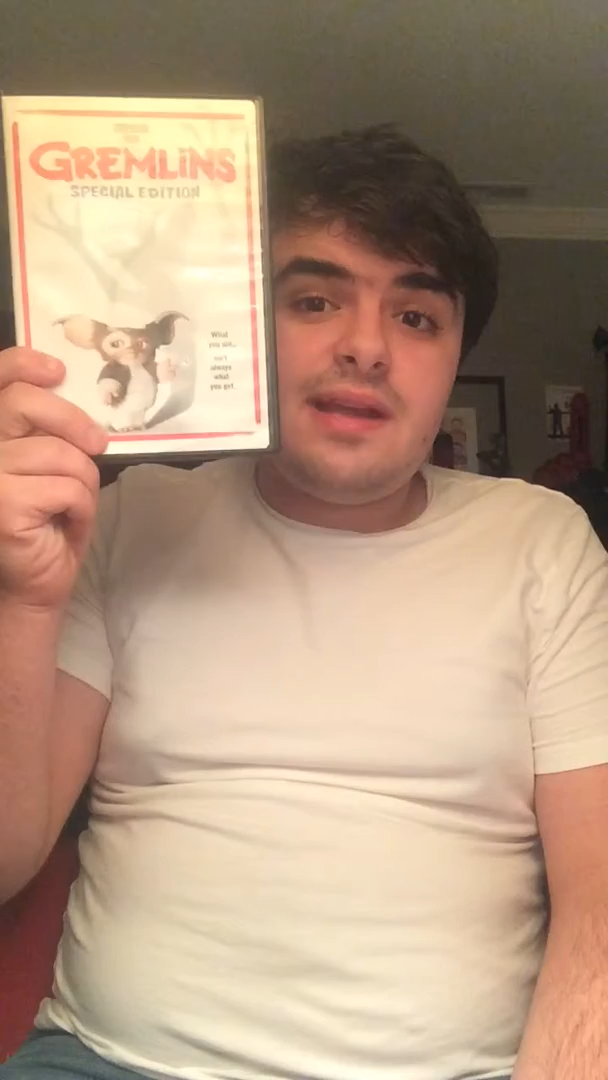 GREMLINS
SPECIAL EDITION
What
you see...
isn't
always
what
you get.